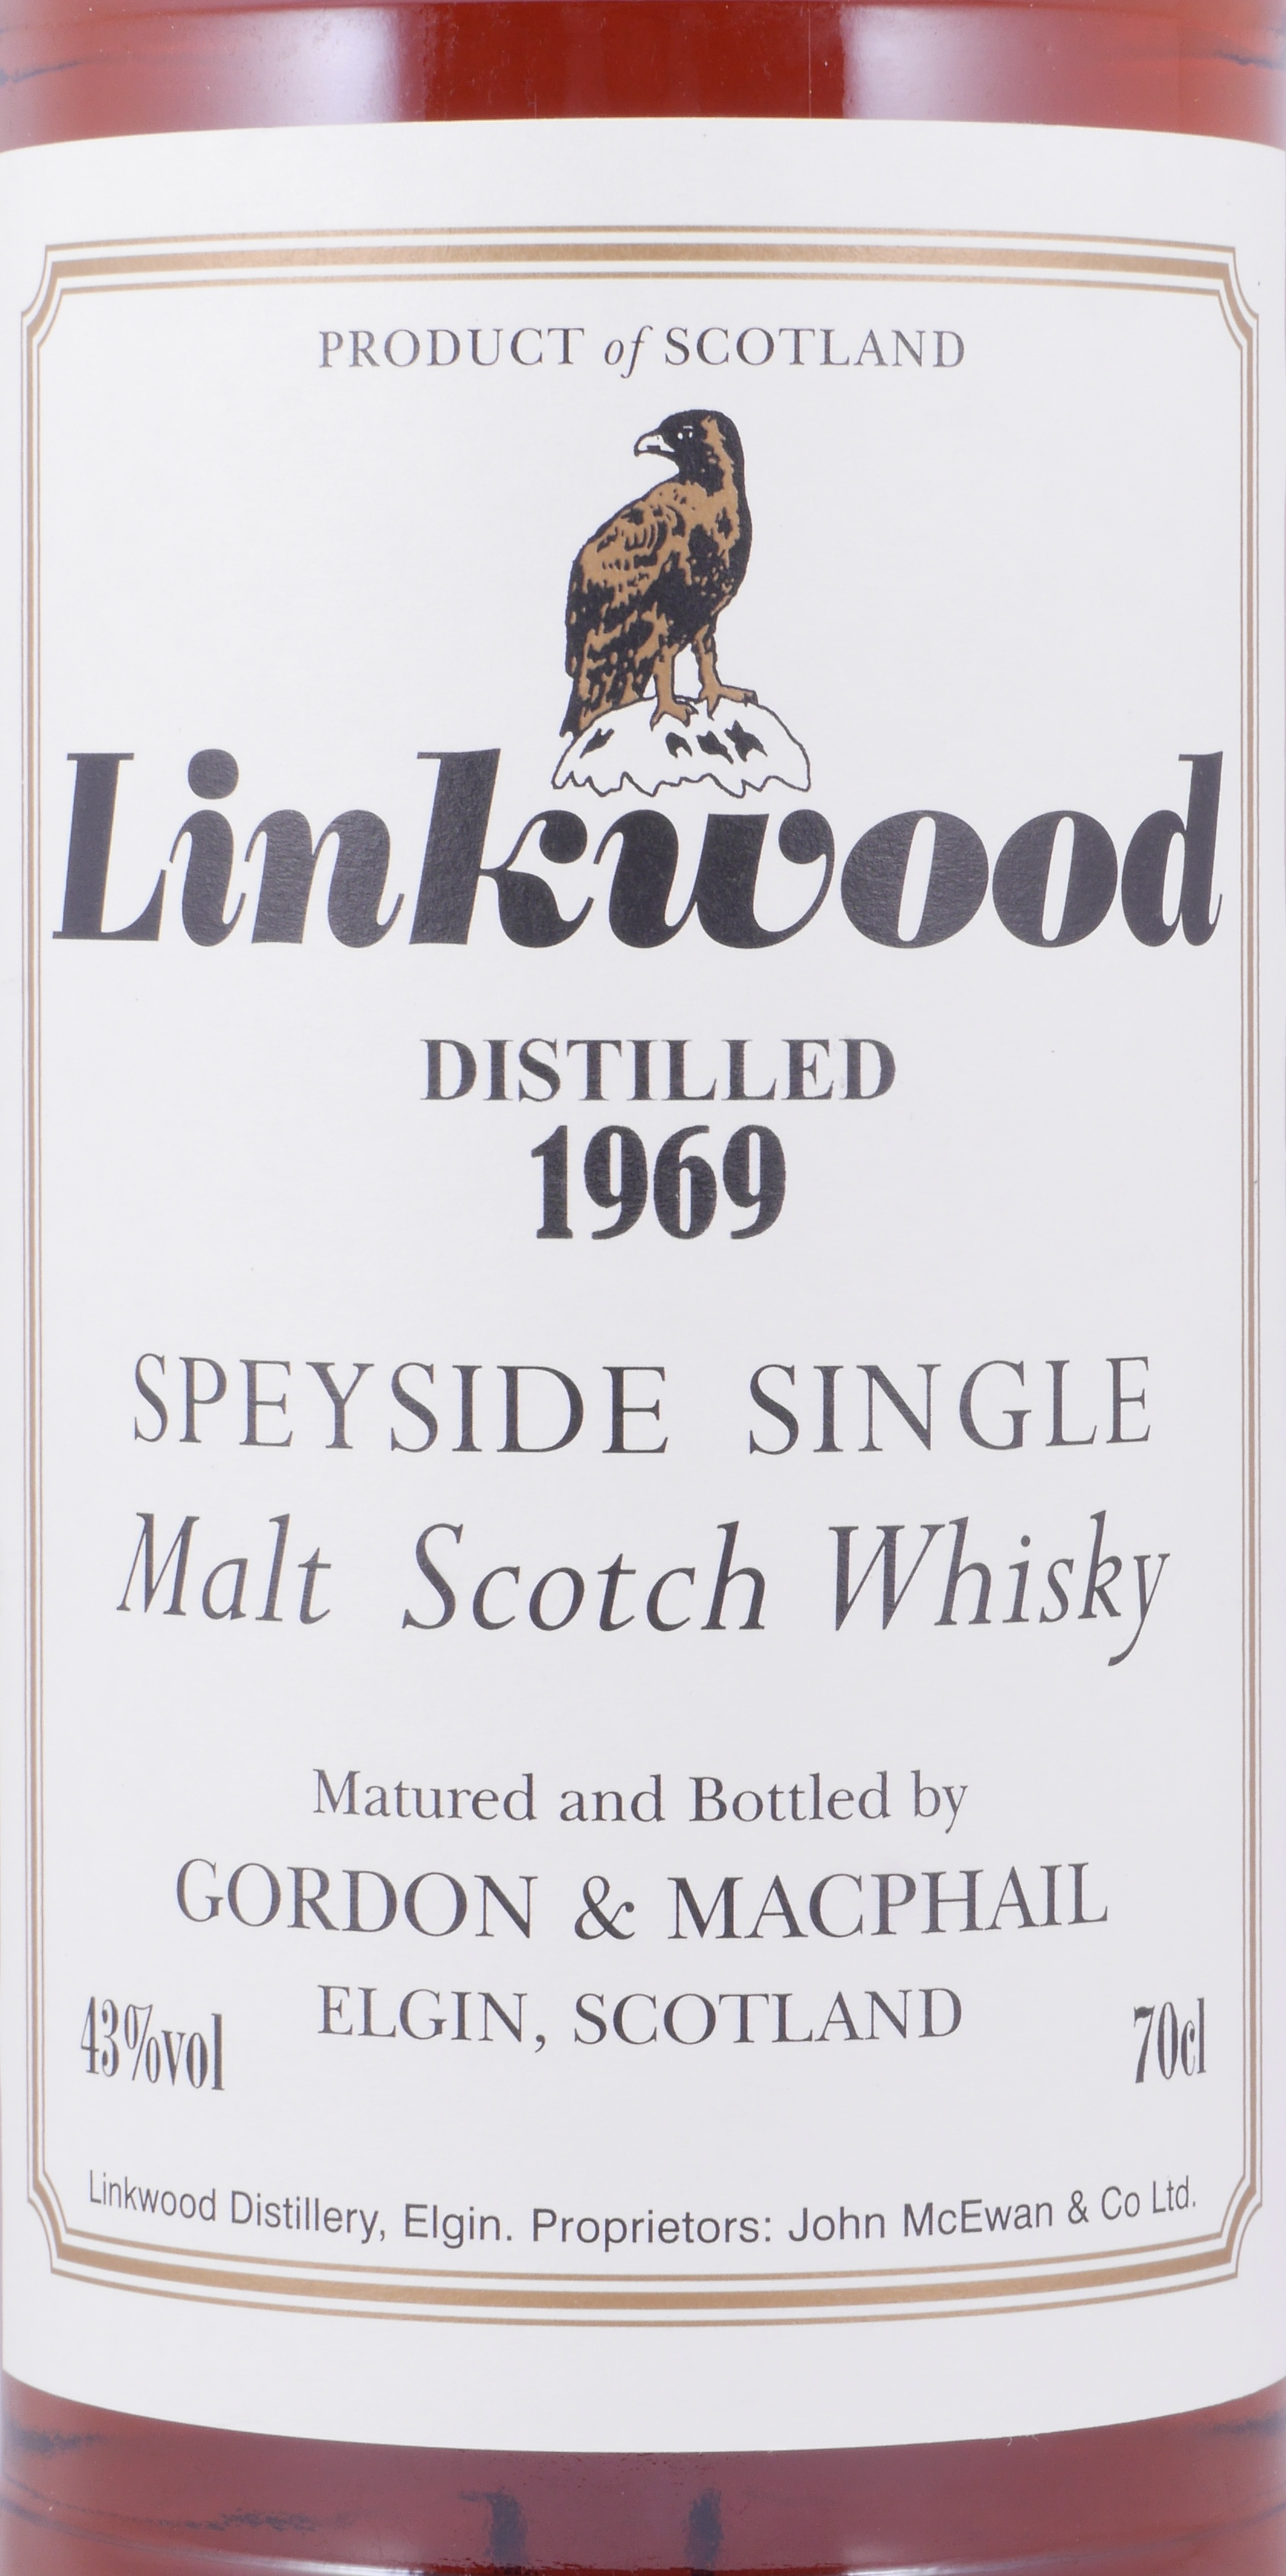 PRODUCT of SCOTLAND
Linkwood
DISTILLED
1969
SPEYSIDE SINGLE
Malt Scotch Whisky
Matured and Bottled by
GORDON & MACPHAIL
ELGIN, SCOTLAND
43%vol
70cl
Linkwood Distillery, Elgin. Proprietors: John McEwan & Co Ltd.